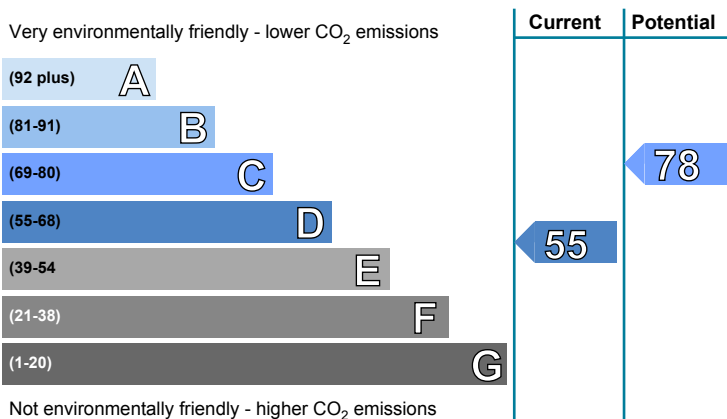 Current Potential
Very environmentally friendly - lower CO2 emissions
(92 plus) A
(81-91) B
(69-80) C
78
(55-68) D
55
(39-54 E
(21-38) F
(1-20) G
Not environmentally friendly - higher CO2 emissions